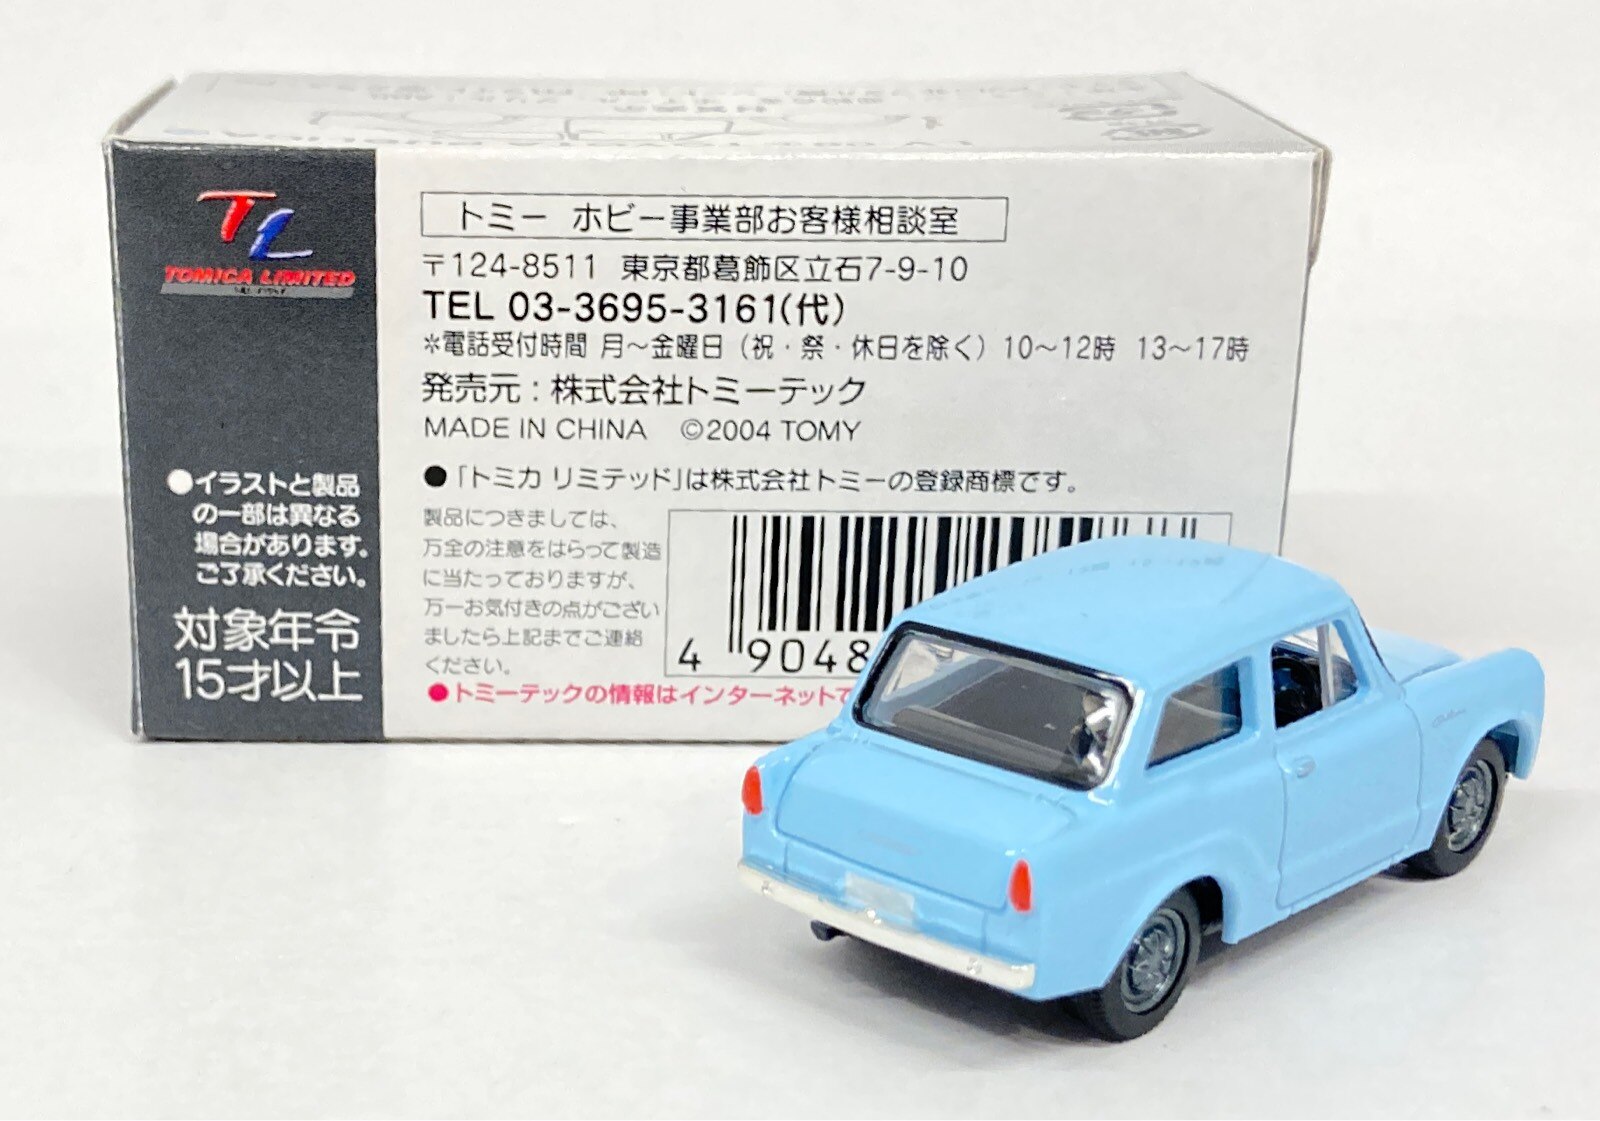 TL
TOMICA LIMITED
●イラストと製品
の一部は異なる
場合があります。
ご了承ください。
対象年令
15才以上
トミー ホビー事業部お客様相談室
〒124-8511 東京都葛飾区立石7-9-10
TEL 03-3695-3161(代)
*電話受付時間 月〜金曜日（祝・祭・休日を除く）10〜12時 13〜17時
発売元：株式会社トミーテック
MADE IN CHINA ©2004 TOMY
●「トミカ リミテッド」は株式会社トミーの登録商標です。
製品につきましては、
万全の注意をはらって製造
に当たっておりますが、
万一お気付きの点がござい
ましたら上記までご連絡
ください。
4 9048
●トミーテックの情報はインターネットで